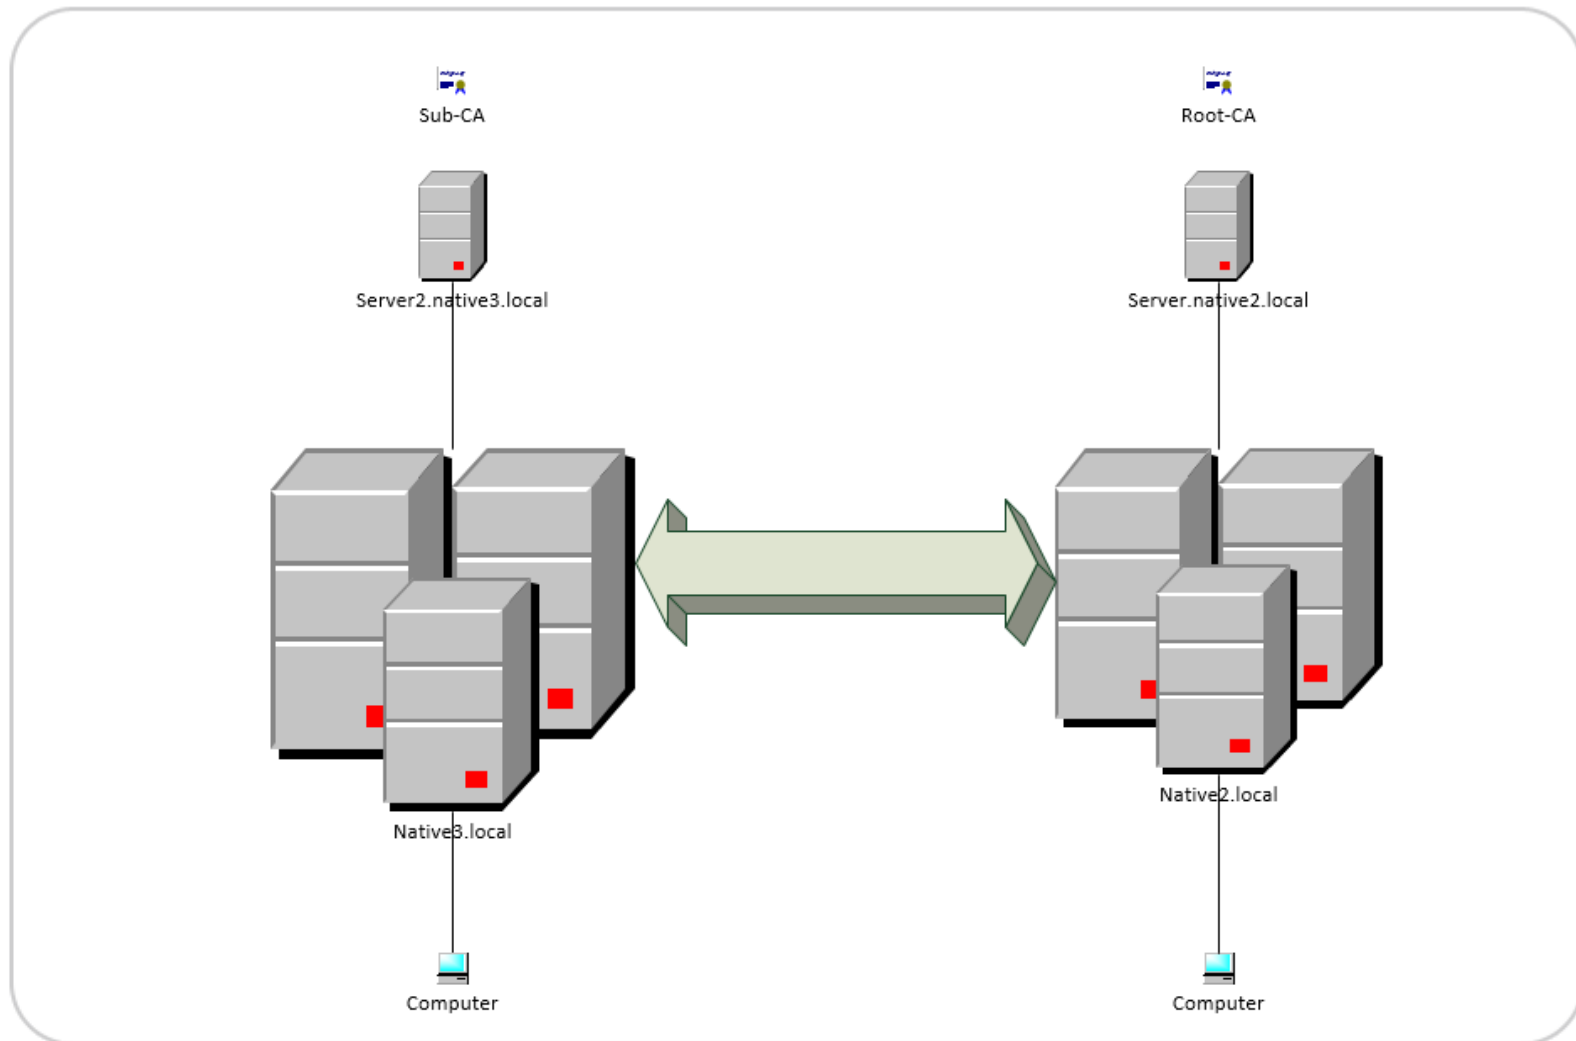 Sub-CA
Root-CA
Server2.native3.local
Server.native2.local
Native2.local
Native3.local
Computer
Computer